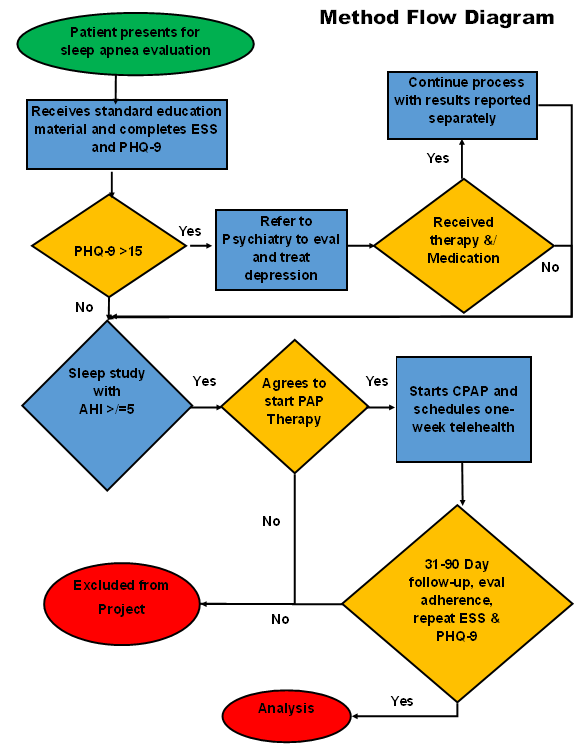 Method Flow Diagram
Patient presents for
sleep apnea evaluation
Receives standard education
material and completes ESS
and PHQ-9
Continue process
with results reported
separately
Yes
PHQ-9 >15
Yes
Refer to
Psychiatry to eval
and treat
depression
Received
therapy &/
Medication
No
No
Sleep study
with
AHI >/=5
Yes
Agrees to
start PAP
Therapy
Yes
Starts CPAP and
schedules one-
week telehealth
No
31-90 Day
follow-up, eval
adherence,
repeat ESS &
PHQ-9
Excluded from
Project
No
Yes
Analysis